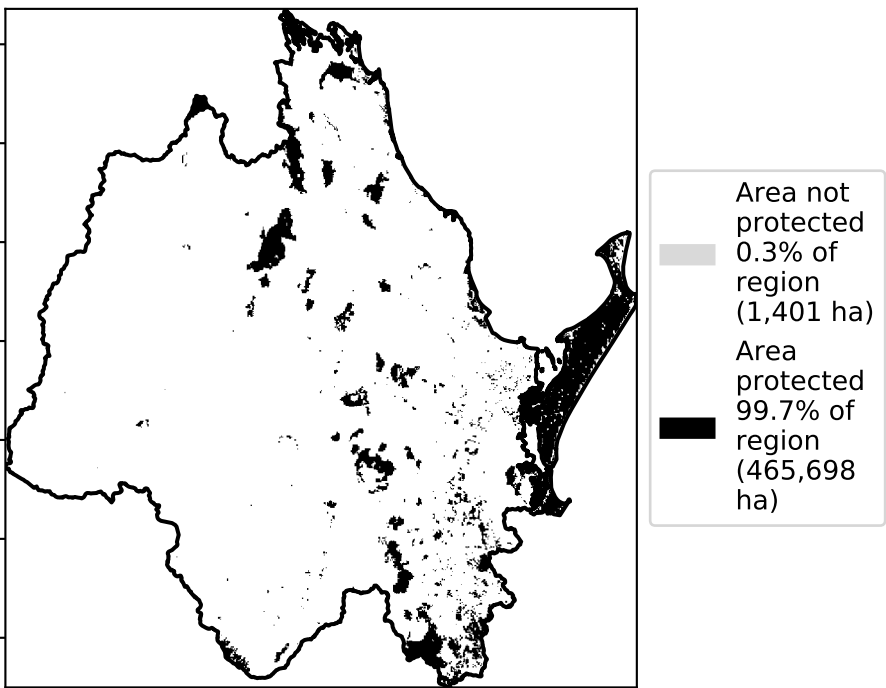 Area not
protected
0.3% of
region
(1,401 ha)
Area
protected
99.7% of
region
(465,698
ha)